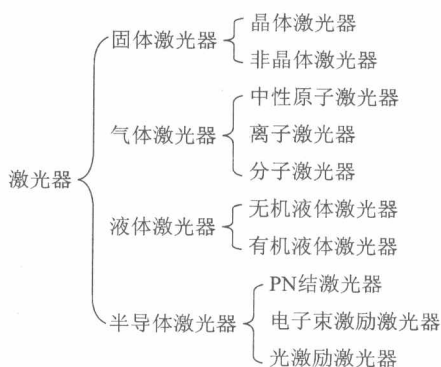 激光器
固体激光器
晶体激光器
非晶体激光器
气体激光器
中性原子激光器
离子激光器
分子激光器
液体激光器
无机液体激光器
有机液体激光器
半导体激光器
PN结激光器
电子束激励激光器
光激励激光器